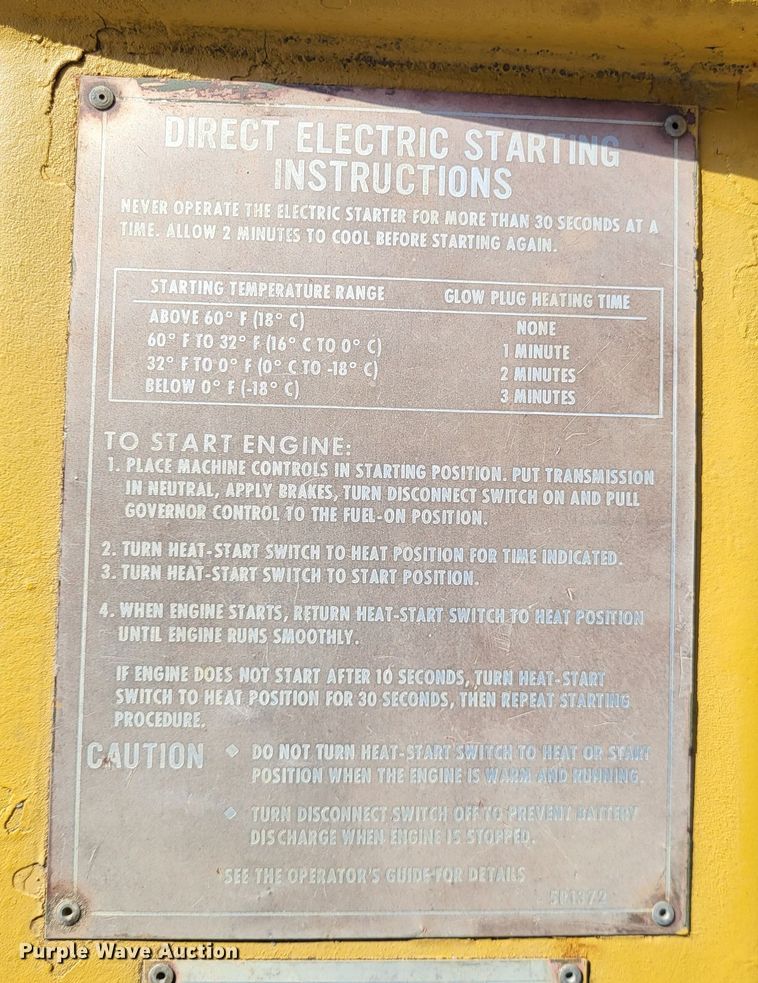 DIRECT ELECTRIC STARTING
INSTRUCTIONS
NEVER OPERATE THE ELECTRIC STARTER FOR MORE THAN 30 SECONDS AT A
TIME. ALLOW 2 MINUTES TO COOL BEFORE STARTING AGAIN.
STARTING TEMPERATURE RANGE GLOW PLUG HEATING TIME
ABOVE 60° F (18° C) NONE
60° F TO 32° F (16° C TO 0° C) 1 MINUTE
32° F TO 0° F (0° C TO -18° C) 2 MINUTES
BELOW 0° F (-18° C) 3 MINUTES
TO START ENGINE:
1. PLACE MACHINE CONTROLS IN STARTING POSITION. PUT TRANSMISSION
IN NEUTRAL, APPLY BRAKES, TURN DISCONNECT SWITCH ON AND PULL
GOVERNOR CONTROL TO THE FUEL-ON POSITION.
2. TURN HEAT-START SWITCH TO HEAT POSITION FOR TIME INDICATED.
3. TURN HEAT-START SWITCH TO START POSITION.
4. WHEN ENGINE STARTS, RETURN HEAT-START SWITCH TO HEAT POSITION
UNTIL ENGINE RUNS SMOOTHLY.
IF ENGINE DOES NOT START AFTER 10 SECONDS, TURN HEAT-START
SWITCH TO HEAT POSITION FOR 30 SECONDS, THEN REPEAT STARTING
PROCEDURE.
CAUTION ◆ DO NOT TURN HEAT-START SWITCH TO HEAT OR START
POSITION WHEN THE ENGINE IS WARM AND RUNNING.
◆ TURN DISCONNECT SWITCH OFF TO PREVENT BATTERY
DISCHARGE WHEN ENGINE IS STOPPED.
SEE THE OPERATOR'S GUIDE FOR DETAILS
Purple Wave Auction